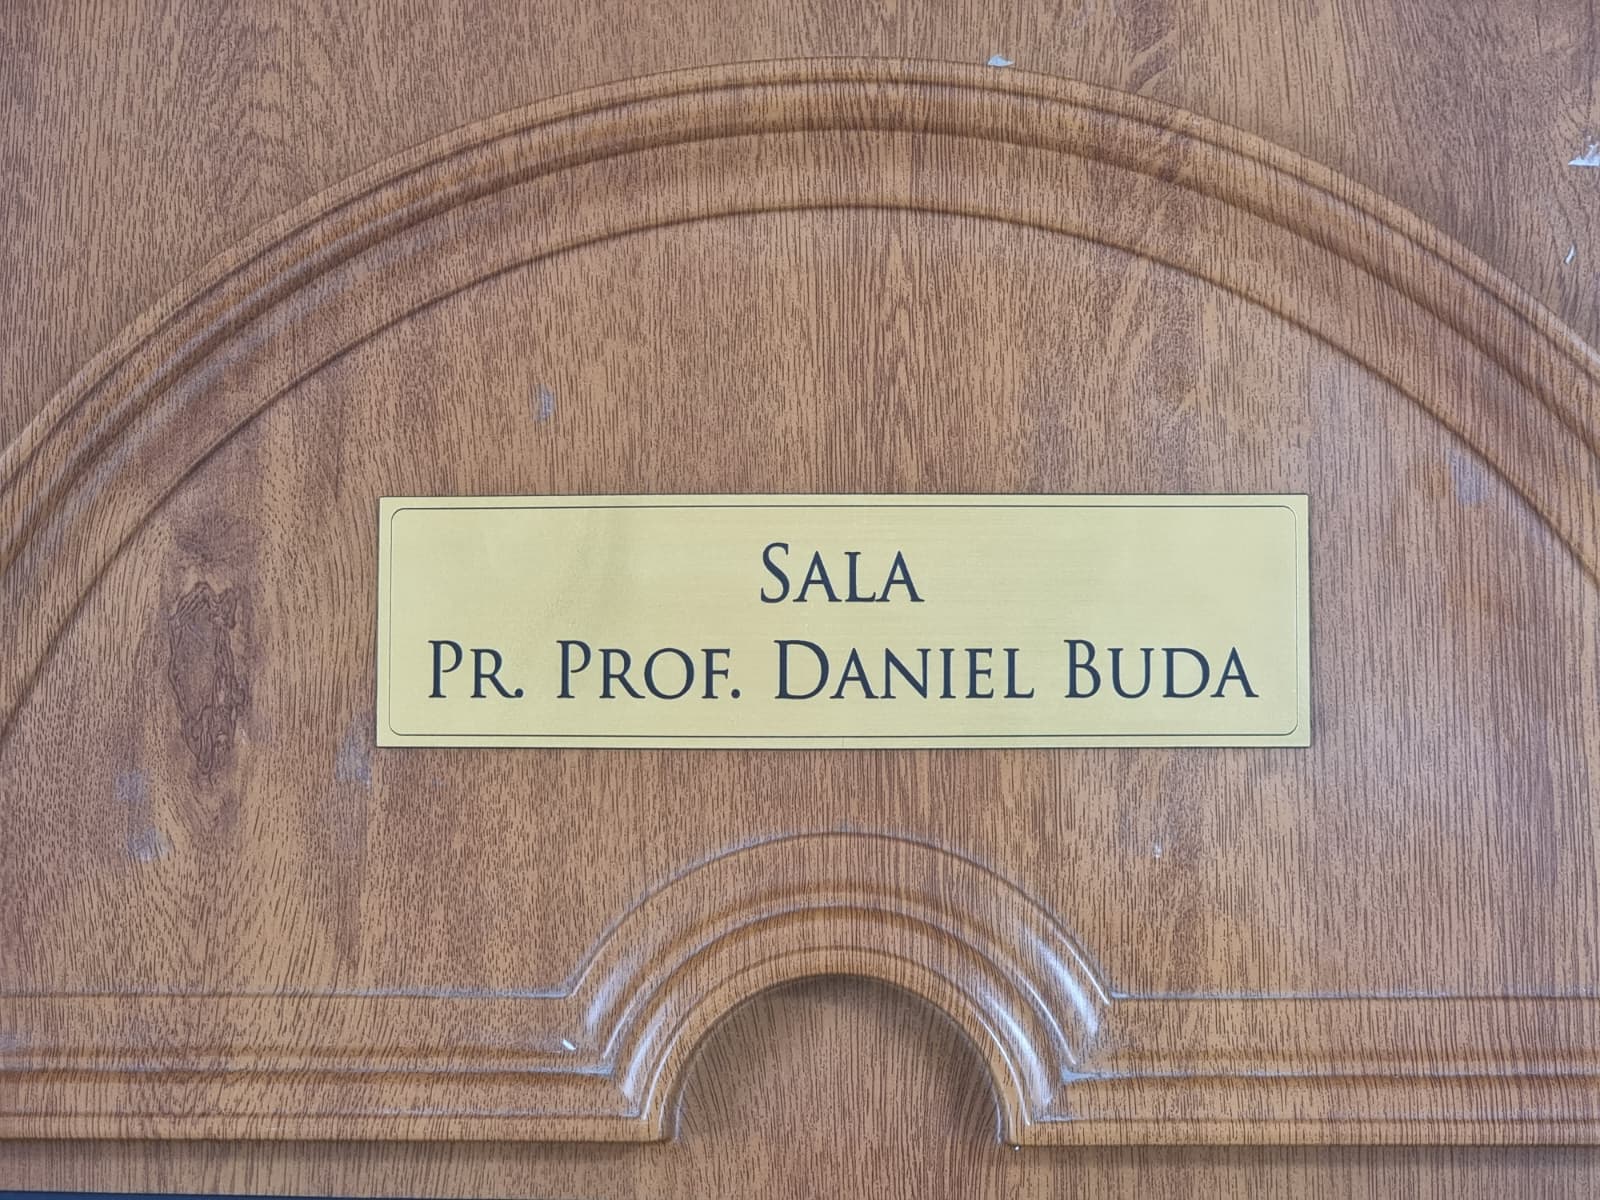 Sala
Pr. Prof. Daniel Buda